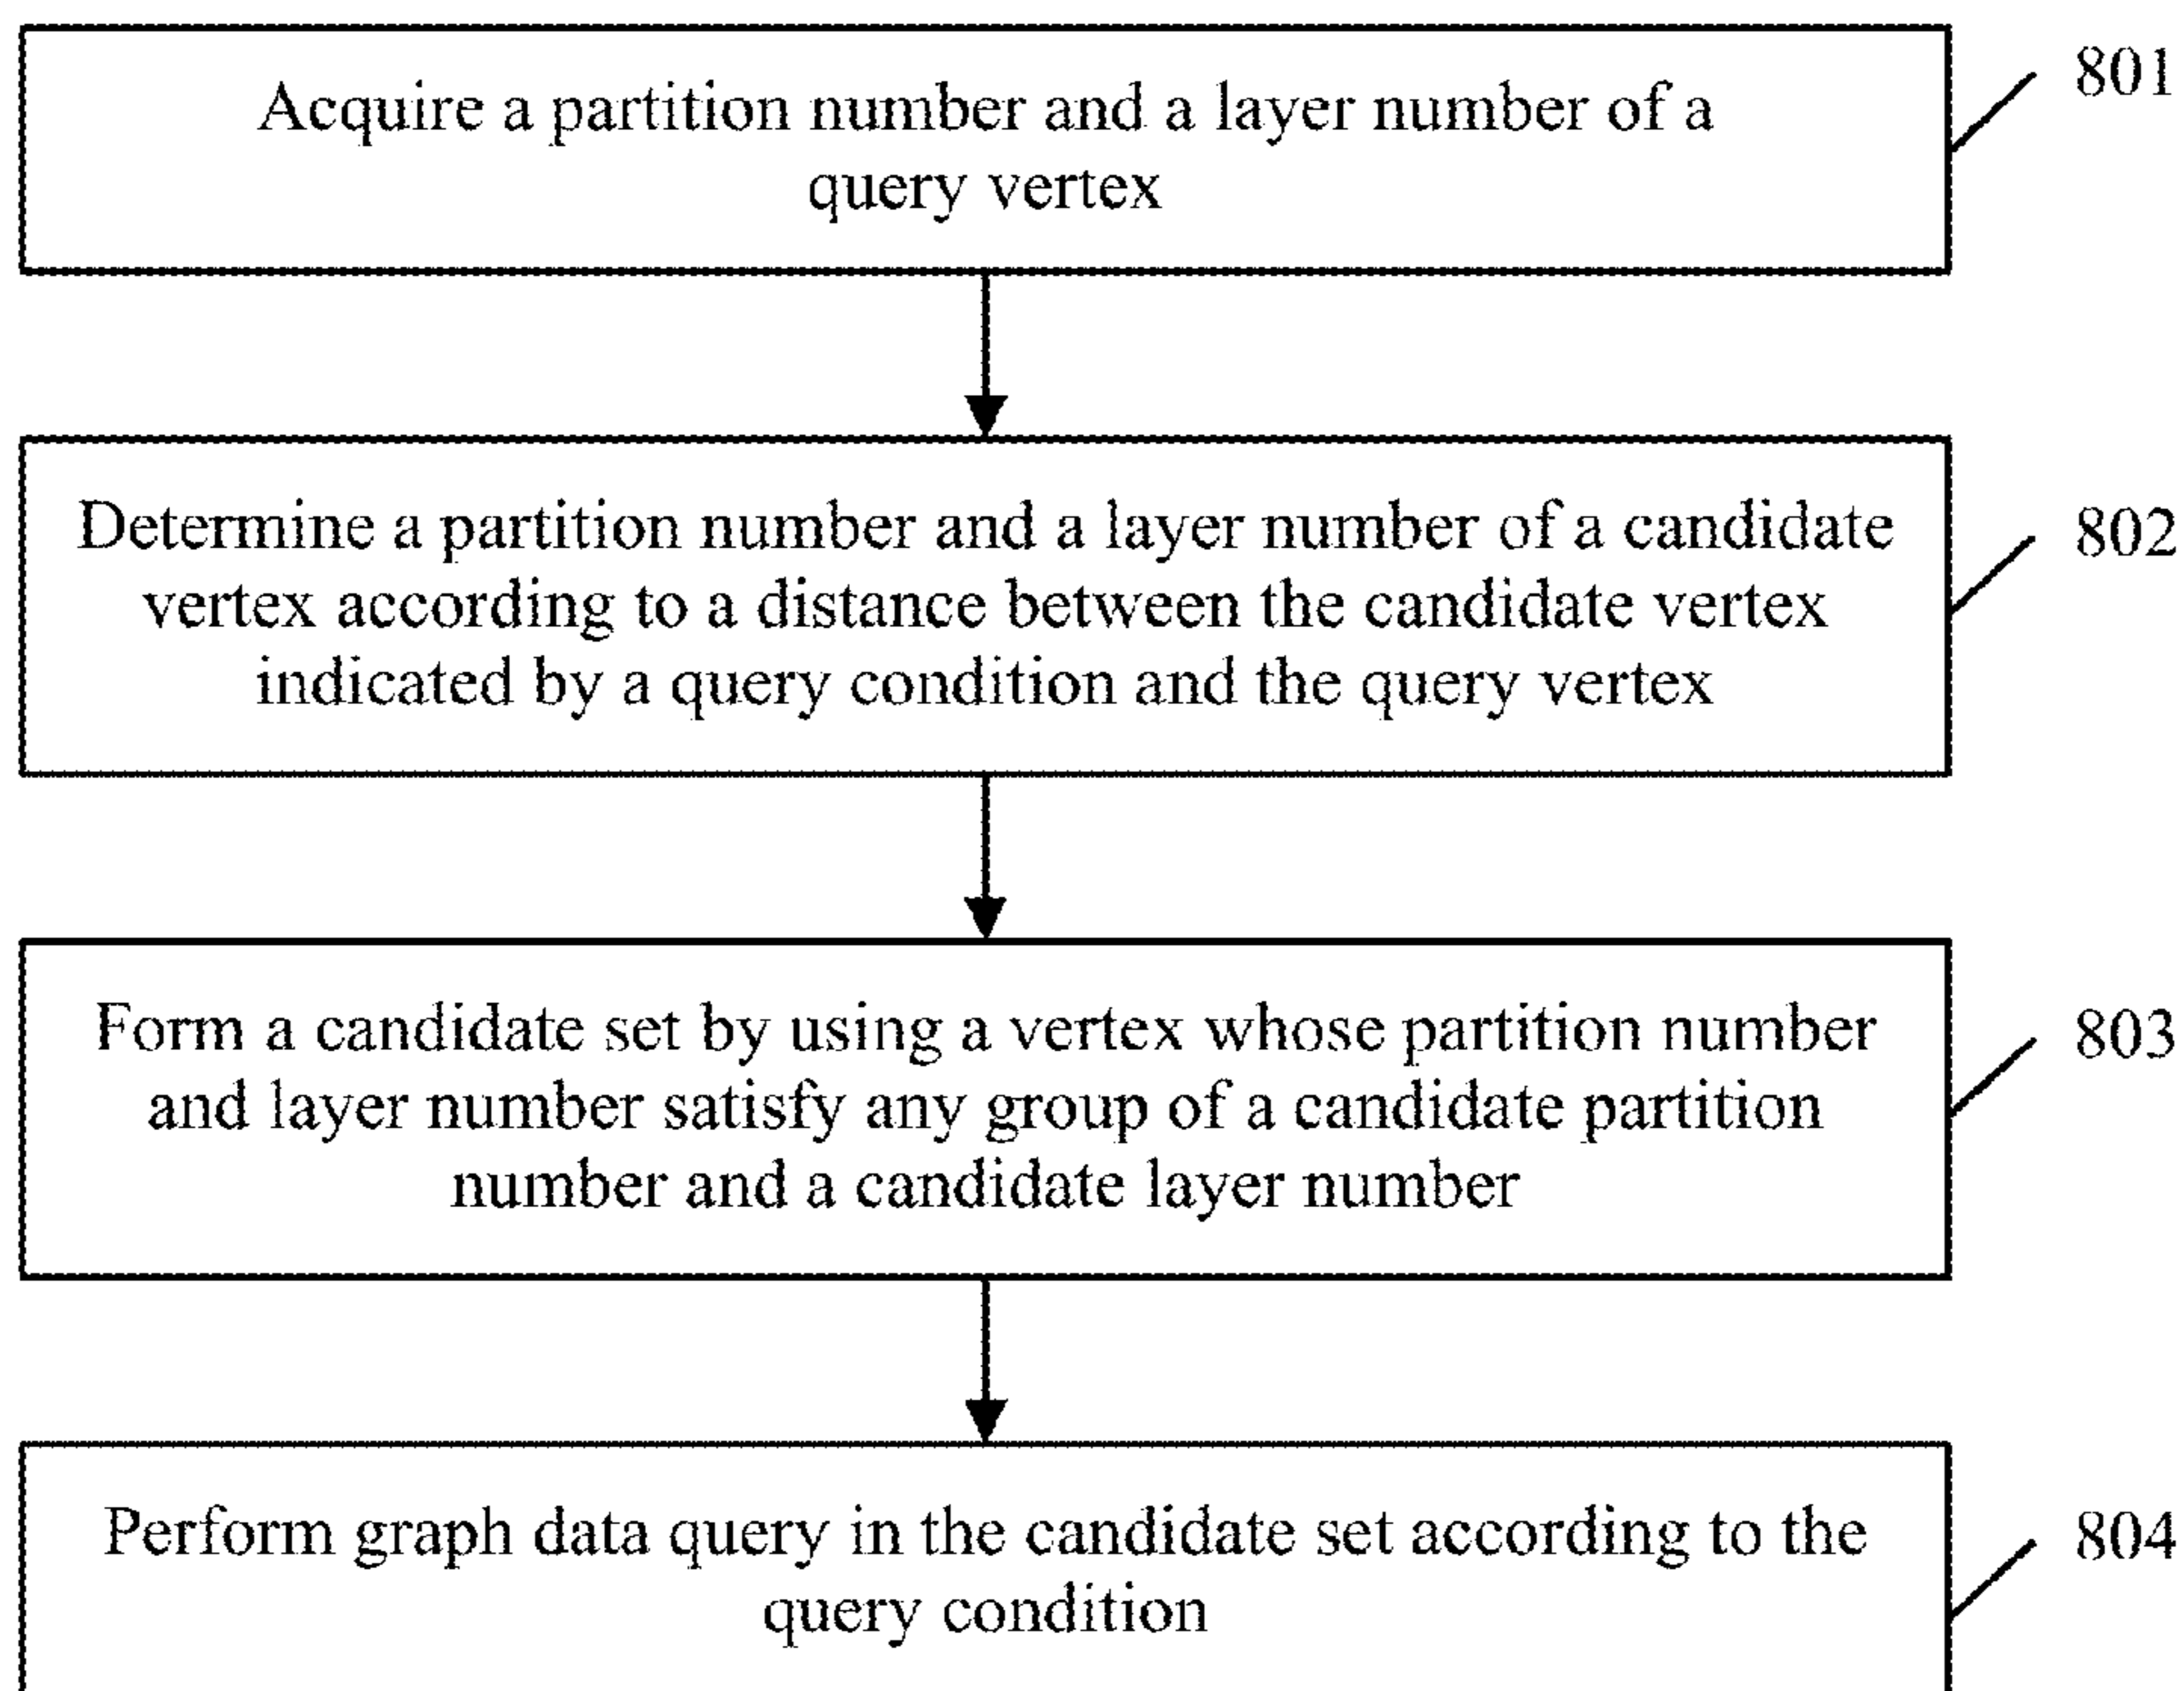 Acquire a partition number and a layer number of a
query vertex
801
Determine a partition number and a layer number of a candidate
vertex according to a distance between the candidate vertex
indicated by a query condition and the query vertex
802
Form a candidate set by using a vertex whose partition number
and layer number satisfy any group of a candidate partition
number and a candidate layer number
803
Perform graph data query in the candidate set according to the
query condition
804